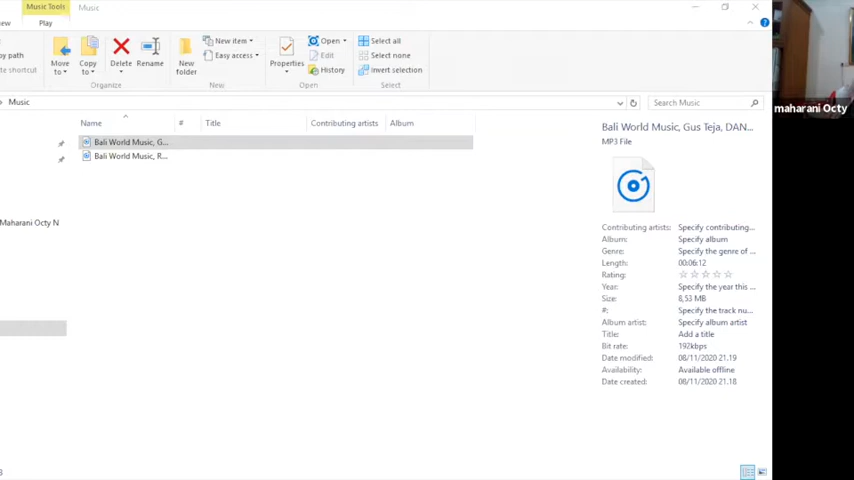 Music Tools Music
ew Play
py path
ste shortcut
Move to
Copy to
Delete
Rename
Organize
New folder
New item
Easy access
New
Properties
Open
Edit
History
Open
Select all
Select none
Invert selection
Select
Music
Search Music
Name # Title Contributing artists Album
Bali World Music, G...
Bali World Music, R...
Maharani Octy N
Bali World Music, Gus Teja, DAN...
MP3 File
Contributing artists: Specify contributing...
Album: Specify album
Genre: Specify the genre of ...
Length: 00:06:12
Rating:
Year: Specify the year this ...
Size: 8,53 MB
#: Specify the track nu...
Album artist: Specify album artist
Title: Add a title
Bit rate: 192kbps
Date modified: 08/11/2020 21.19
Availability: Available offline
Date created: 08/11/2020 21.18
maharani Octy